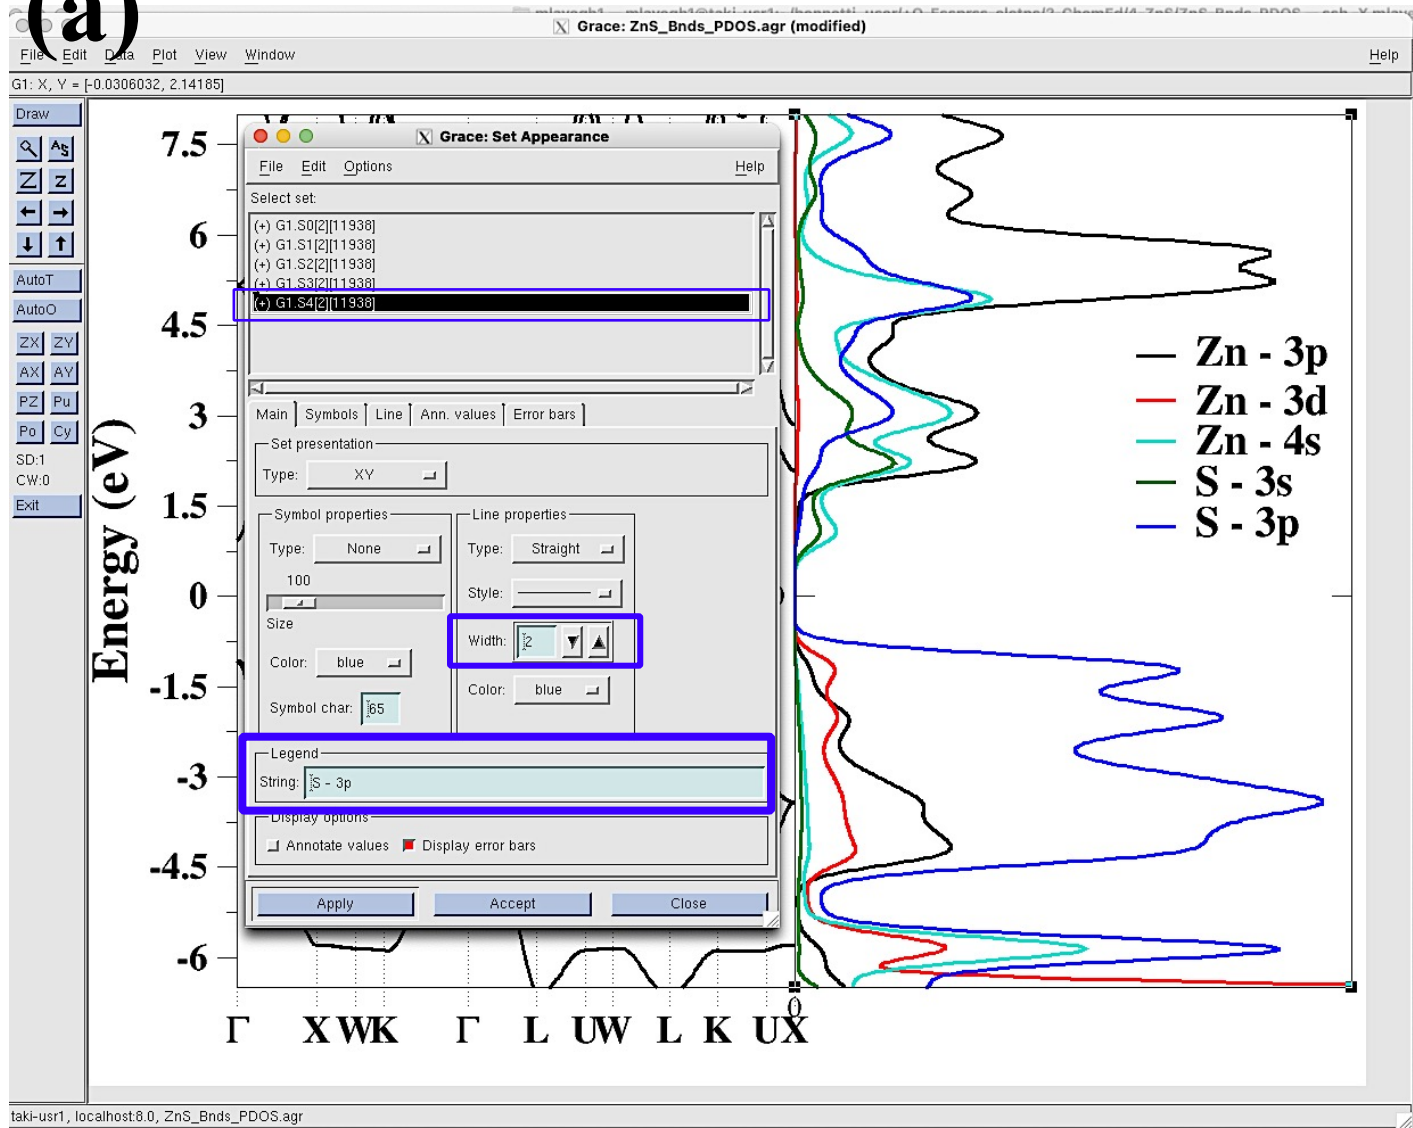 (a)
Grace: ZnS_Bnds_PDOS.agr (modified)
File Edit Data Plot View Window Help
G1: X, Y = [-0.0306032, 2.14185]
Draw
AS
Z z
AutoT
AutoO
ZX ZY
AX AY
PZ Pu
Po Cy
SD:1
CW:0
Exit
Energy (eV)
7.5
6
4.5
3
1.5
0
-1.5
-3
-4.5
-6
X Grace: Set Appearance
File Edit Options Help
Select set:
(+) G1.S0[2][11938]
(+) G1.S1[2][11938]
(+) G1.S2[2][11938]
(+) G1.S3[2][11938]
(+) G1.S4[2][11938]
Main Symbols Line Ann. values Error bars
Set presentation
Type: XY
Symbol properties
Type: None
100
Size
Color: blue
Symbol char: 65
Line properties
Type: Straight
Style:
Width: 2
Color: blue
Legend
String: S - 3p
Display options
Annotate values Display error bars
Apply Accept Close
Zn - 3p
Zn - 3d
Zn - 4s
S - 3s
S - 3p
0
Γ X W K Γ L U W L K U X
taki-usr1, localhost:8.0, ZnS_Bnds_PDOS.agr